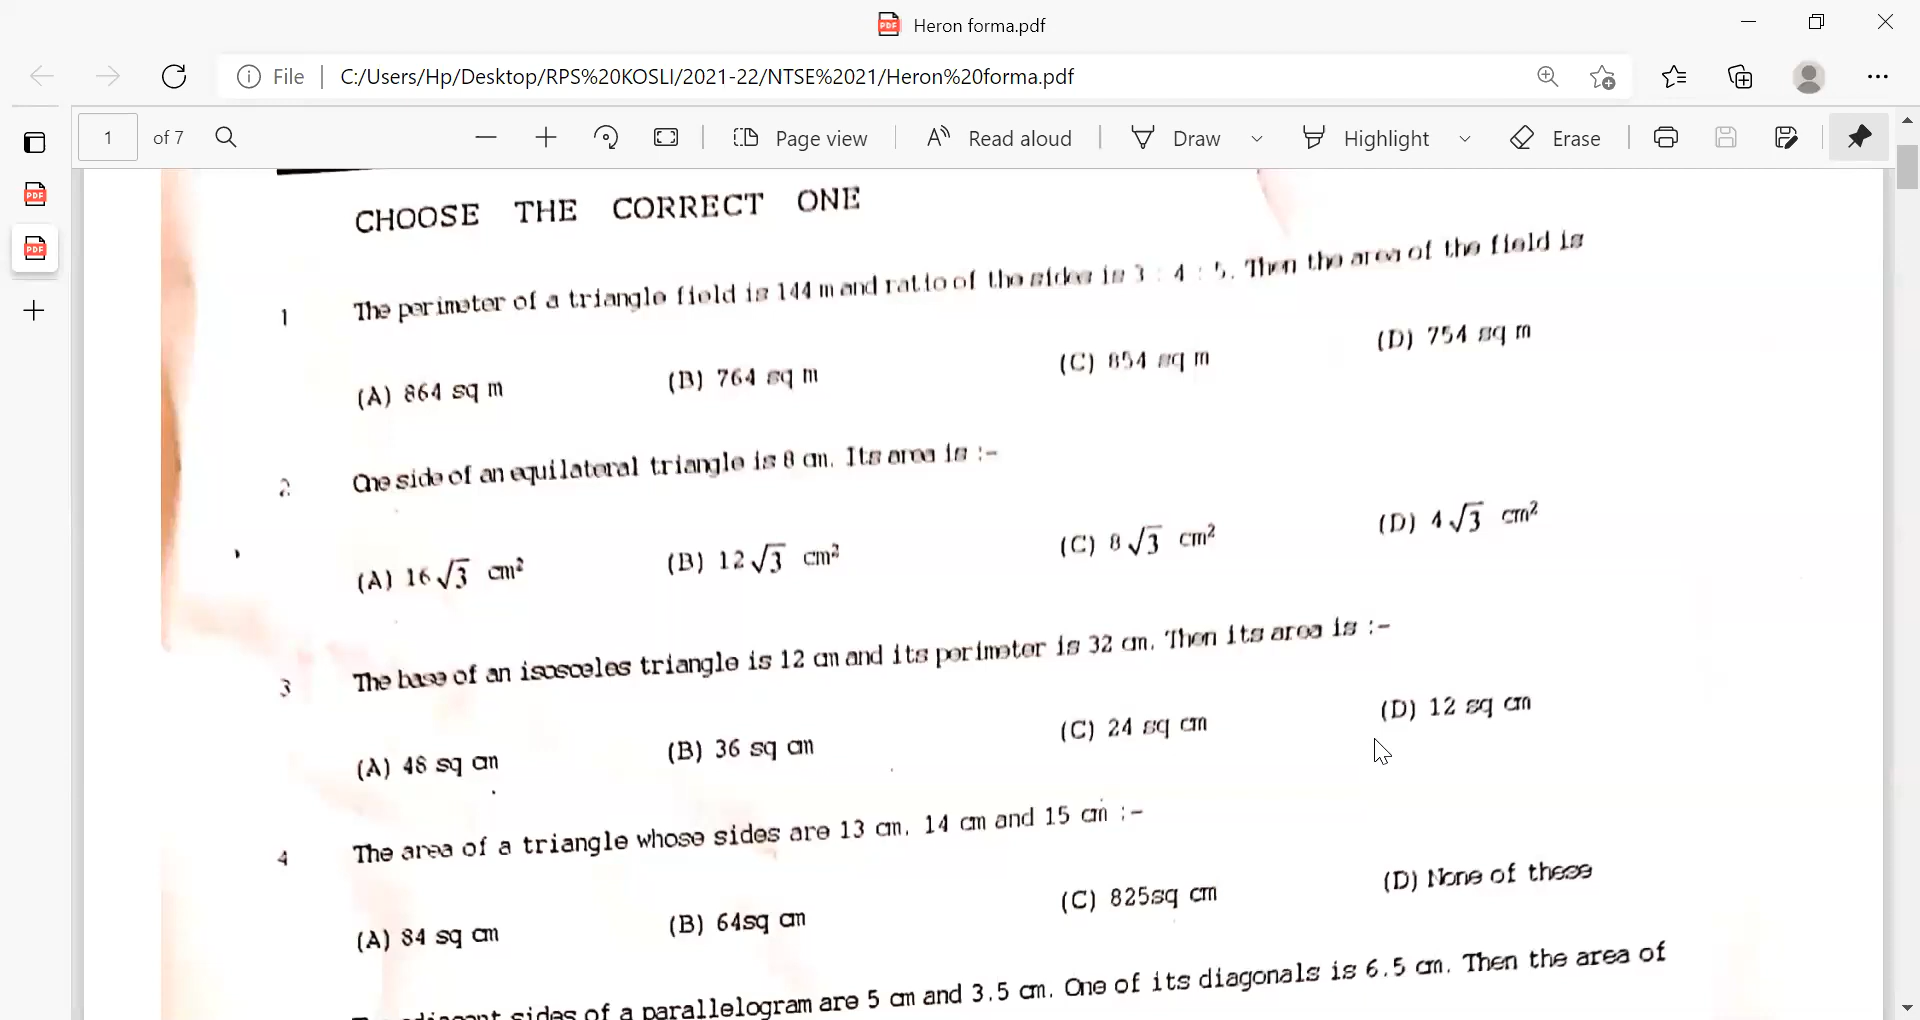 Heron forma.pdf
File | C:/Users/Hp/Desktop/RPS%20KOSLI/2021-22/NTSE%2021/Heron%20forma.pdf
1 of 7 Page view A Read aloud Draw Highlight Erase
CHOOSE THE CORRECT ONE
1 The perimeter of a triangle field is 144 m and ratio of the sides is 3 : 4 : 5. Then the area of the field is
(A) 864 sq m (B) 764 sq m (C) 854 sq m (D) 754 sq m
2 One side of an equilateral triangle is 8 cm. Its area is :-
(A) 16√3 cm² (B) 12√3 cm² (C) 8√3 cm² (D) 4√3 cm²
3 The base of an isosceles triangle is 12 cm and its perimeter is 32 cm. Then its area is :-
(A) 48 sq cm (B) 36 sq cm (C) 24 sq cm (D) 12 sq cm
4 The area of a triangle whose sides are 13 cm, 14 cm and 15 cm :-
(A) 84 sq cm (B) 64sq cm (C) 825sq cm (D) None of these
sides of a parallelogram are 5 cm and 3.5 cm. One of its diagonals is 6.5 cm. Then the area of